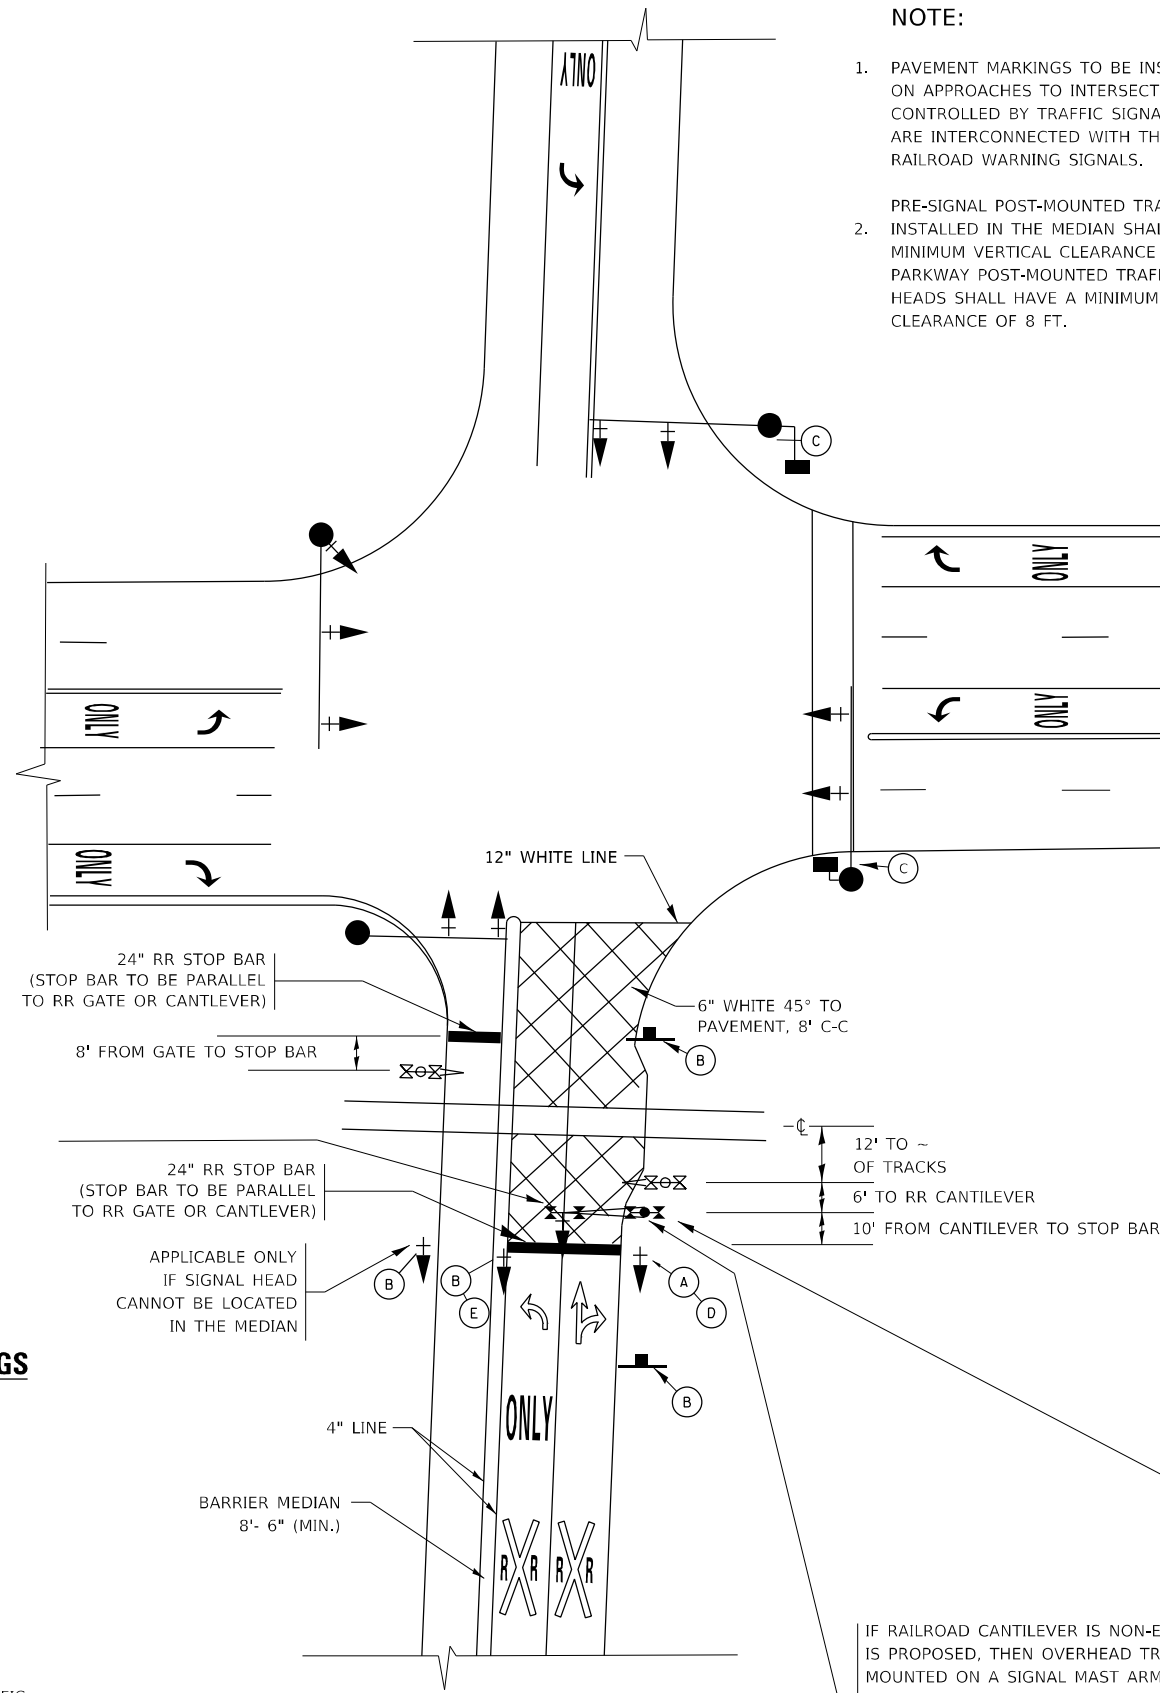 NOTE:
1. PAVEMENT MARKINGS TO BE INS
ON APPROACHES TO INTERSECT
CONTROLLED BY TRAFFIC SIGNA
ARE INTERCONNECTED WITH TH
RAILROAD WARNING SIGNALS.
PRE-SIGNAL POST-MOUNTED TRA
2. INSTALLED IN THE MEDIAN SHAL
MINIMUM VERTICAL CLEARANCE
PARKWAY POST-MOUNTED TRAFF
HEADS SHALL HAVE A MINIMUM
CLEARANCE OF 8 FT.
ONLY
C
ONLY
ONLY
ONLY
ONLY
12" WHITE LINE
C
24" RR STOP BAR
(STOP BAR TO BE PARALLEL
TO RR GATE OR CANTLEVER)
6" WHITE 45° TO
PAVEMENT, 8' C-C
8' FROM GATE TO STOP BAR
B
℄
12' TO ~
OF TRACKS
24" RR STOP BAR
(STOP BAR TO BE PARALLEL
TO RR GATE OR CANTLEVER)
6' TO RR CANTILEVER
10' FROM CANTILEVER TO STOP BAR
APPLICABLE ONLY
IF SIGNAL HEAD
CANNOT BE LOCATED
IN THE MEDIAN
B
B
E
A
D
GS
B
ONLY
4" LINE
BARRIER MEDIAN
8'- 6" (MIN.)
R R
R R
IF RAILROAD CANTILEVER IS NON-E
IS PROPOSED, THEN OVERHEAD TR
MOUNTED ON A SIGNAL MAST ARM